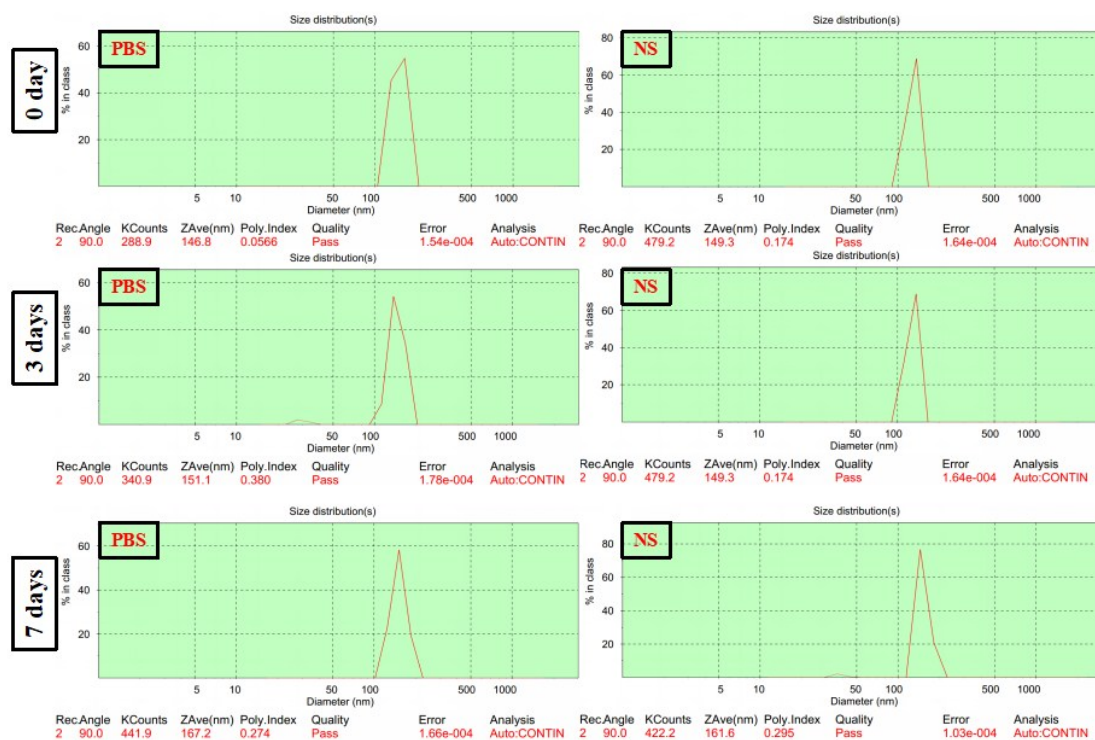 0 day
Size distribution(s)
PBS
% in class
60
40
20
5 10 50 100 500 1000
Diameter (nm)
Rec.Angle KCounts ZAve(nm) Poly.Index Quality Error Analysis
2 90.0 288.9 146.8 0.0566 Pass 1.54e-004 Auto:CONTIN
Size distribution(s)
NS
% in class
80
60
40
20
5 10 50 100 500 1000
Diameter (nm)
Rec.Angle KCounts ZAve(nm) Poly.Index Quality Error Analysis
2 90.0 479.2 149.3 0.174 Pass 1.64e-004 Auto:CONTIN
3 days
Size distribution(s)
PBS
% in class
60
40
20
5 10 50 100 500 1000
Diameter (nm)
Rec.Angle KCounts ZAve(nm) Poly.Index Quality Error Analysis
2 90.0 340.9 151.1 0.380 Pass 1.78e-004 Auto:CONTIN
Size distribution(s)
NS
% in class
80
60
40
20
5 10 50 100 500 1000
Diameter (nm)
Rec.Angle KCounts ZAve(nm) Poly.Index Quality Error Analysis
2 90.0 479.2 149.3 0.174 Pass 1.64e-004 Auto:CONTIN
7 days
Size distribution(s)
PBS
% in class
60
40
20
5 10 50 100 500 1000
Diameter (nm)
Rec.Angle KCounts ZAve(nm) Poly.Index Quality Error Analysis
2 90.0 441.9 167.2 0.274 Pass 1.66e-004 Auto:CONTIN
Size distribution(s)
NS
% in class
80
60
40
20
5 10 50 100 500 1000
Diameter (nm)
Rec.Angle KCounts ZAve(nm) Poly.Index Quality Error Analysis
2 90.0 422.2 161.6 0.295 Pass 1.03e-004 Auto:CONTIN